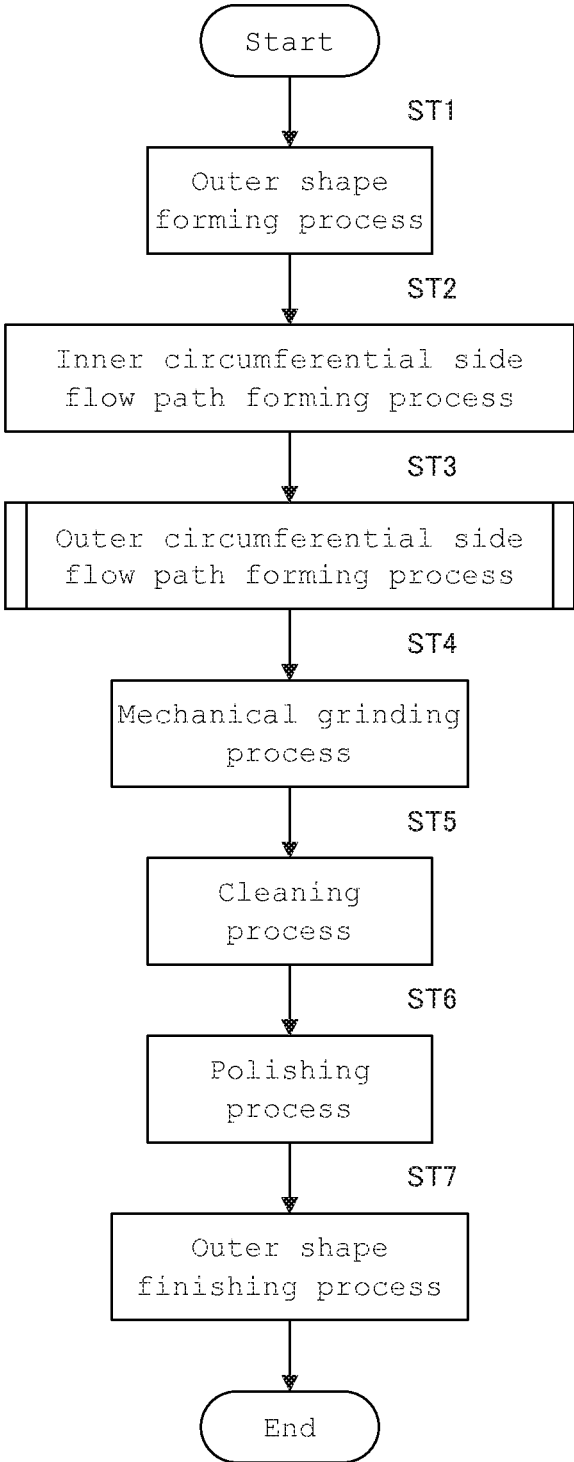 Start
ST1
Outer shape
forming process
ST2
Inner circumferential side
flow path forming process
ST3
Outer circumferential side
flow path forming process
ST4
Mechanical grinding
process
ST5
Cleaning
process
ST6
Polishing
process
ST7
Outer shape
finishing process
End